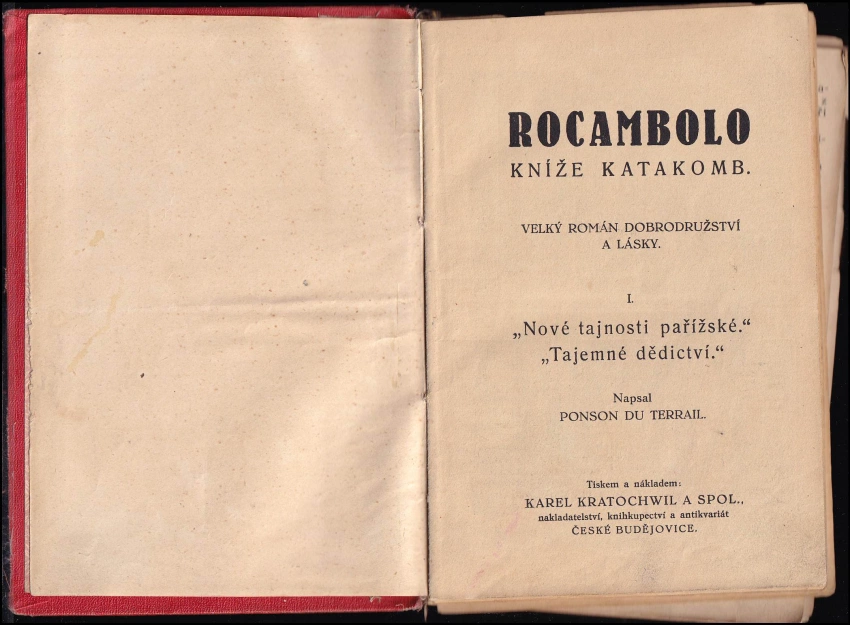 ROCAMBOLO
KNÍŽE KATAKOMB.
VELKÝ ROMÁN DOBRODRUŽSTVÍ
A LÁSKY.
I.
„Nové tajnosti pařížské.“
„Tajemné dědictví.“
Napsal
PONSON DU TERRAIL.
Tiskem a nákladem:
KAREL KRATOCHWIL A SPOL.,
nakladatelství, knihkupectví a antikvariát
ČESKÉ BUDĚJOVICE.